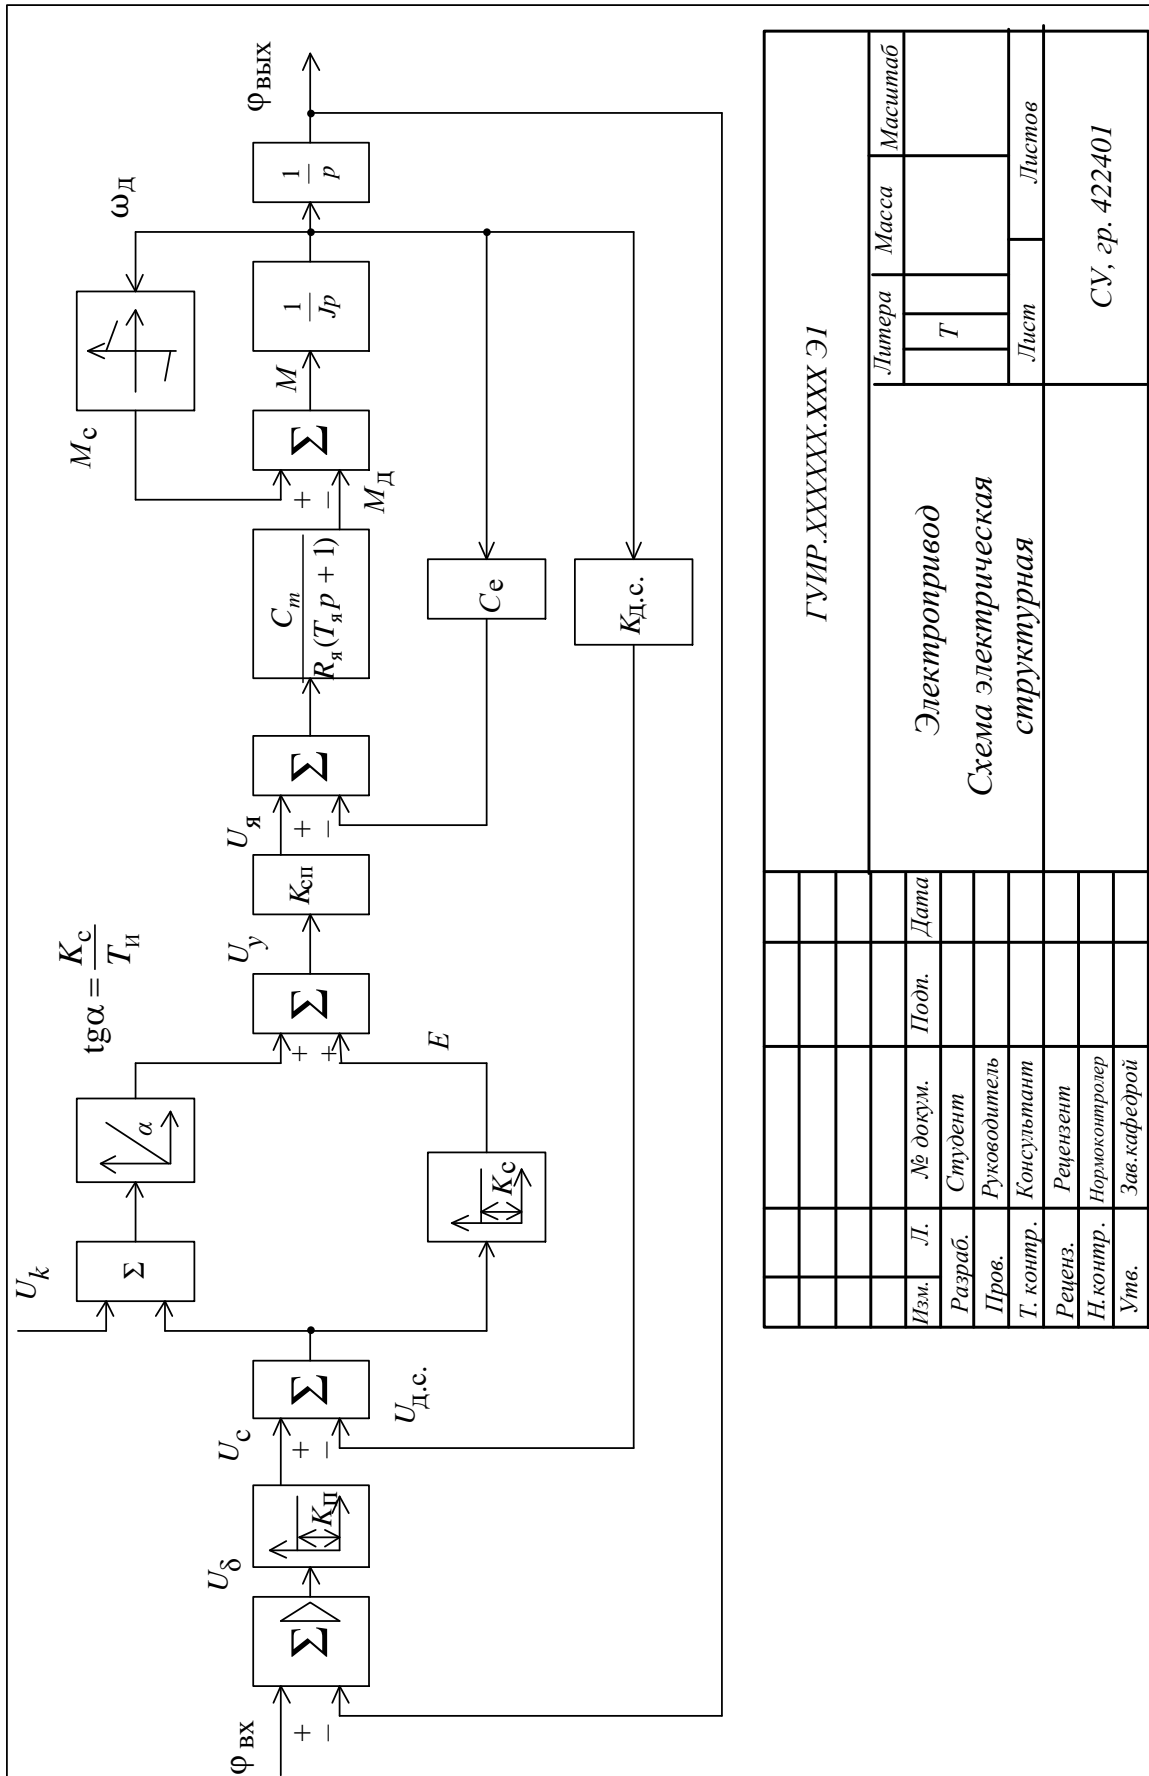 φ вх
+
−
Σ
U δ
K п
U с
+
−
Σ
U д.с.
U k
Σ
α
tgα = K с / T и
K с
E
+
+
Σ
U у
K сп
U я
+
−
Σ
C m
R я (T я p + 1)
M д
+
−
Σ
M с
M
1
Jp
ω д
1
p
φ вых
C e
K д.с.
ГУИР.XXXXXX.XXX Э1
Электропривод
Схема электрическая
структурная
Литера
Масса
Масштаб
Т
Лист
Листов
СУ, гр. 422401
Изм.
Л.
№ докум.
Подп.
Дата
Разраб.
Студент
Пров.
Руководитель
Т. контр.
Консультант
Реценз.
Рецензент
Н.контр.
Нормоконтролер
Утв.
Зав.кафедрой